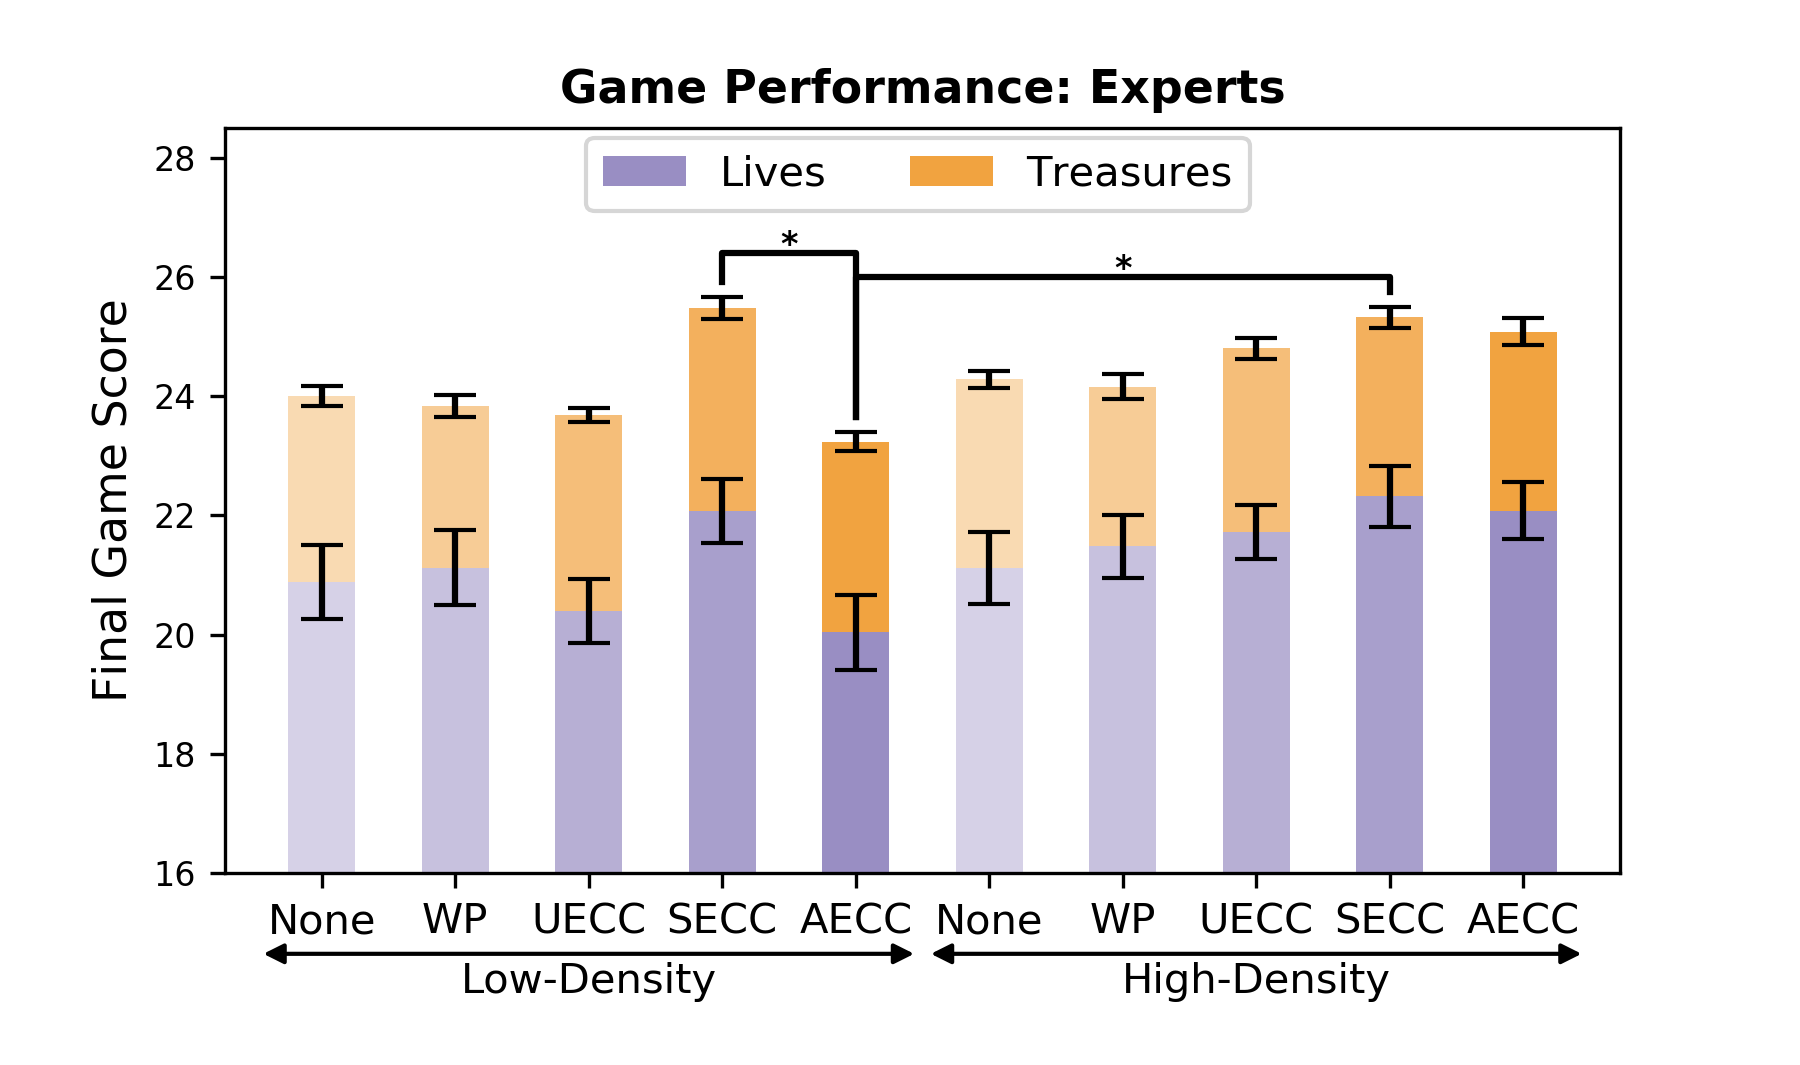 Game Performance: Experts
Lives Treasures
Final Game Score
28
26
24
22
20
18
16
*
*
None WP UECC SECC AECC None WP UECC SECC AECC
Low-Density High-Density